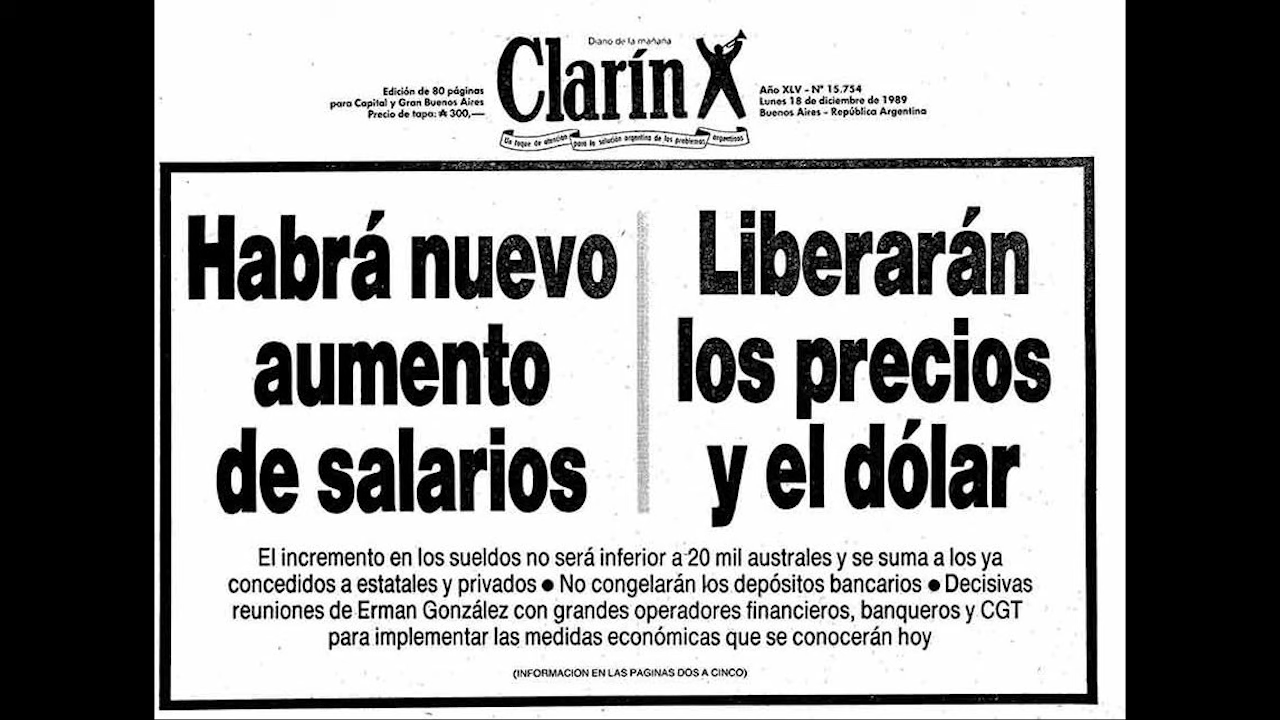 Diario de la mañana
Clarín
Edición de 80 páginas
para Capital y Gran Buenos Aires
Precio de tapa: ₳ 300,—
Año XLV - Nº 15.754
Lunes 18 de diciembre de 1989
Buenos Aires - República Argentina
Un toque de atención para la solución argentina de los problemas argentinos
Habrá nuevo
aumento
de salarios
Liberarán
los precios
y el dólar
El incremento en los sueldos no será inferior a 20 mil australes y se suma a los ya
concedidos a estatales y privados ● No congelarán los depósitos bancarios ● Decisivas
reuniones de Erman González con grandes operadores financieros, banqueros y CGT
para implementar las medidas económicas que se conocerán hoy
(INFORMACION EN LAS PAGINAS DOS A CINCO)